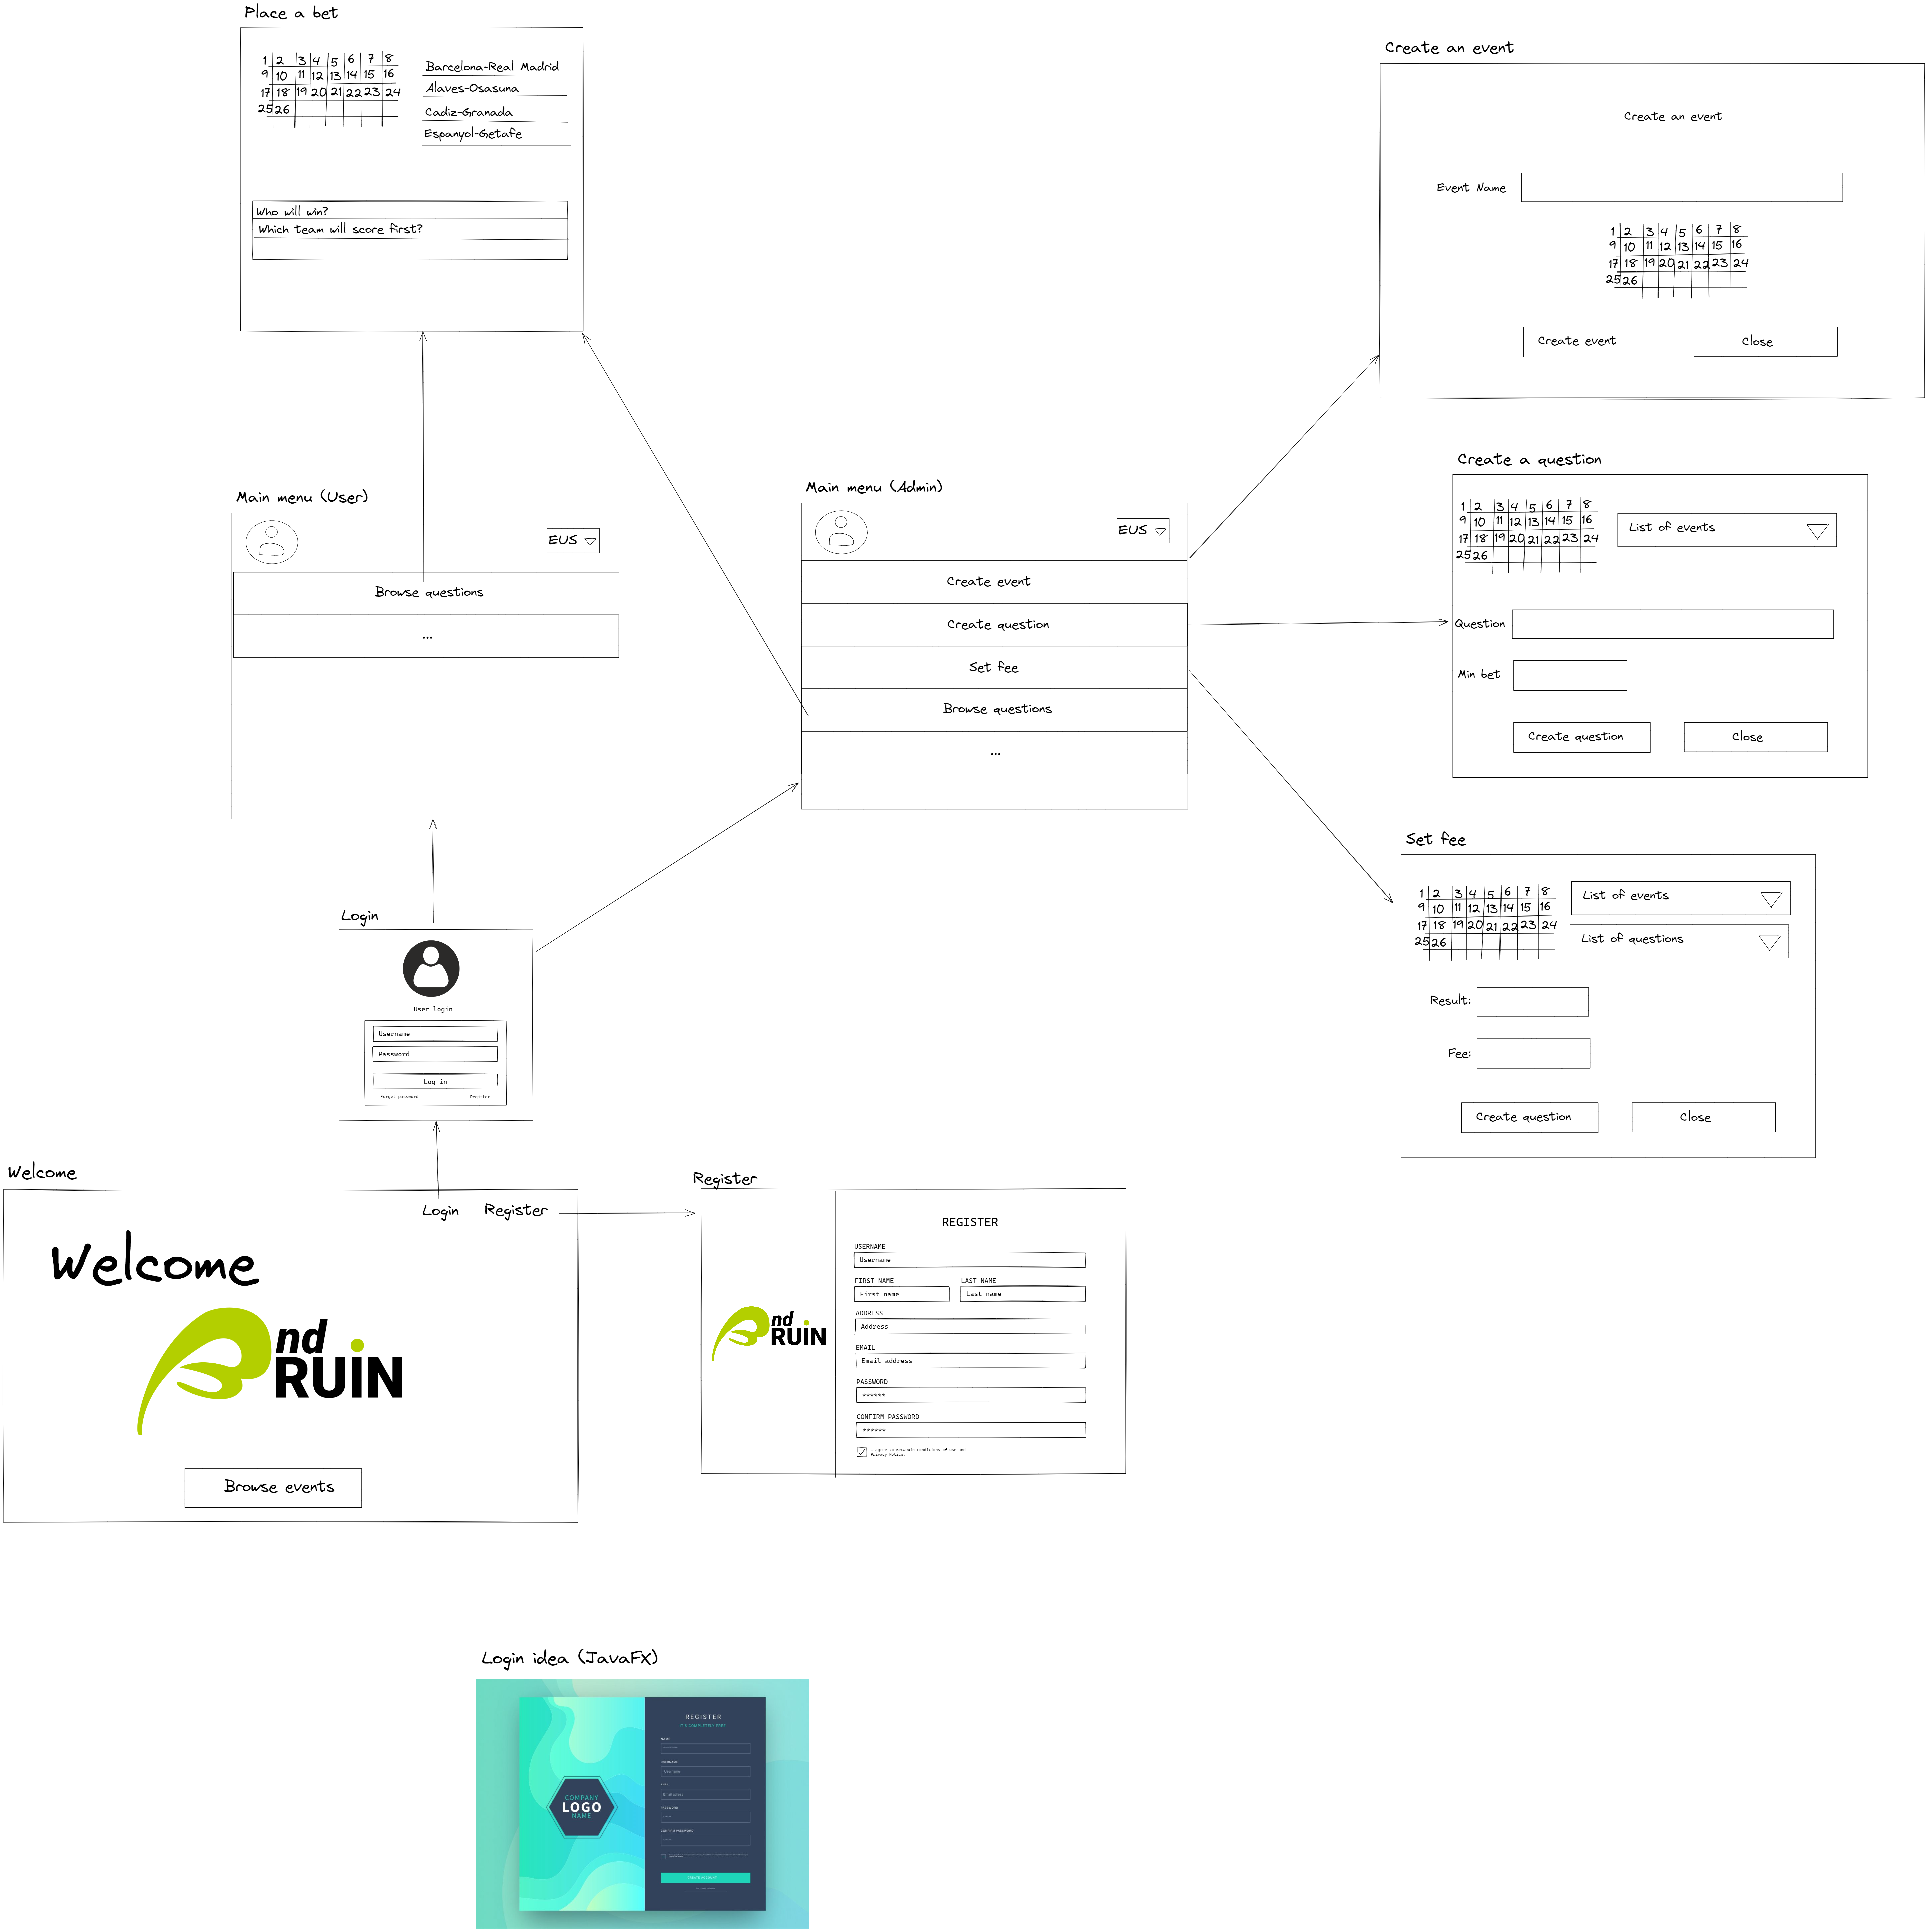 Place a bet
1 2 3 4 5 6 7 8
9 10 11 12 13 14 15 16
17 18 19 20 21 22 23 24
25 26
Barcelona-Real Madrid
Alaves-Osasuna
Cadiz-Granada
Espanyol-Getafe
Who will win?
Which team will score first?
Create an event
Create an event
Event Name
1 2 3 4 5 6 7 8
9 10 11 12 13 14 15 16
17 18 19 20 21 22 23 24
25 26
Create event
Close
Main menu (User)
EUS
Browse questions
...
Main menu (Admin)
EUS
Create event
Create question
Set fee
Browse questions
...
Create a question
1 2 3 4 5 6 7 8
9 10 11 12 13 14 15 16
17 18 19 20 21 22 23 24
25 26
List of events
Question
Min bet
Create question
Close
Set fee
1 2 3 4 5 6 7 8
9 10 11 12 13 14 15 16
17 18 19 20 21 22 23 24
25 26
List of events
List of questions
Result:
Fee:
Create question
Close
Login
User login
Username
Password
Log in
Forget password
Register
Welcome
Login
Register
Welcome
nd
RUIN
Browse events
Register
nd
RUIN
REGISTER
USERNAME
Username
FIRST NAME
LAST NAME
First name
Last name
ADDRESS
Address
EMAIL
Email address
PASSWORD
******
CONFIRM PASSWORD
******
I agree to Bet&Ruin Conditions of Use and
Privacy Notice.
Login idea (JavaFX)
COMPANY
LOGO
NAME
REGISTER
IT'S COMPLETELY FREE
NAME
USERNAME
EMAIL
PASSWORD
CONFIRM PASSWORD
CREATE ACCOUNT